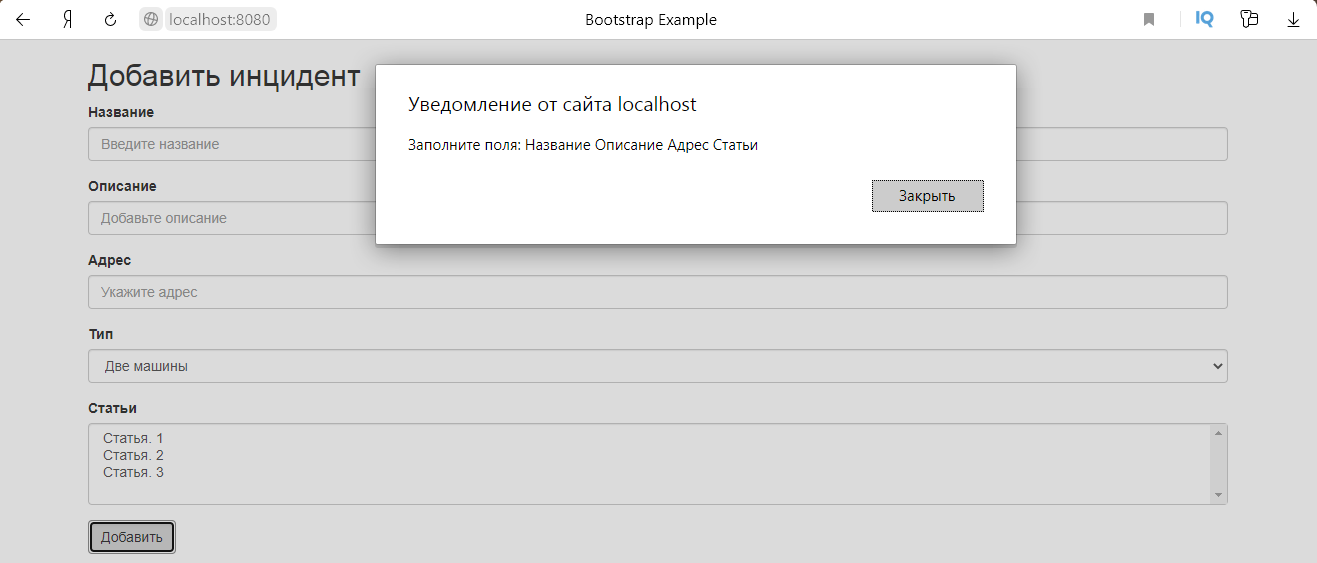 Я localhost:8080 Bootstrap Example IQ
Добавить инцидент
Уведомление от сайта localhost
Заполните поля: Название Описание Адрес Статьи
Закрыть
Название
Введите название
Описание
Добавьте описание
Адрес
Укажите адрес
Тип
Две машины
Статьи
Статья. 1
Статья. 2
Статья. 3
Добавить